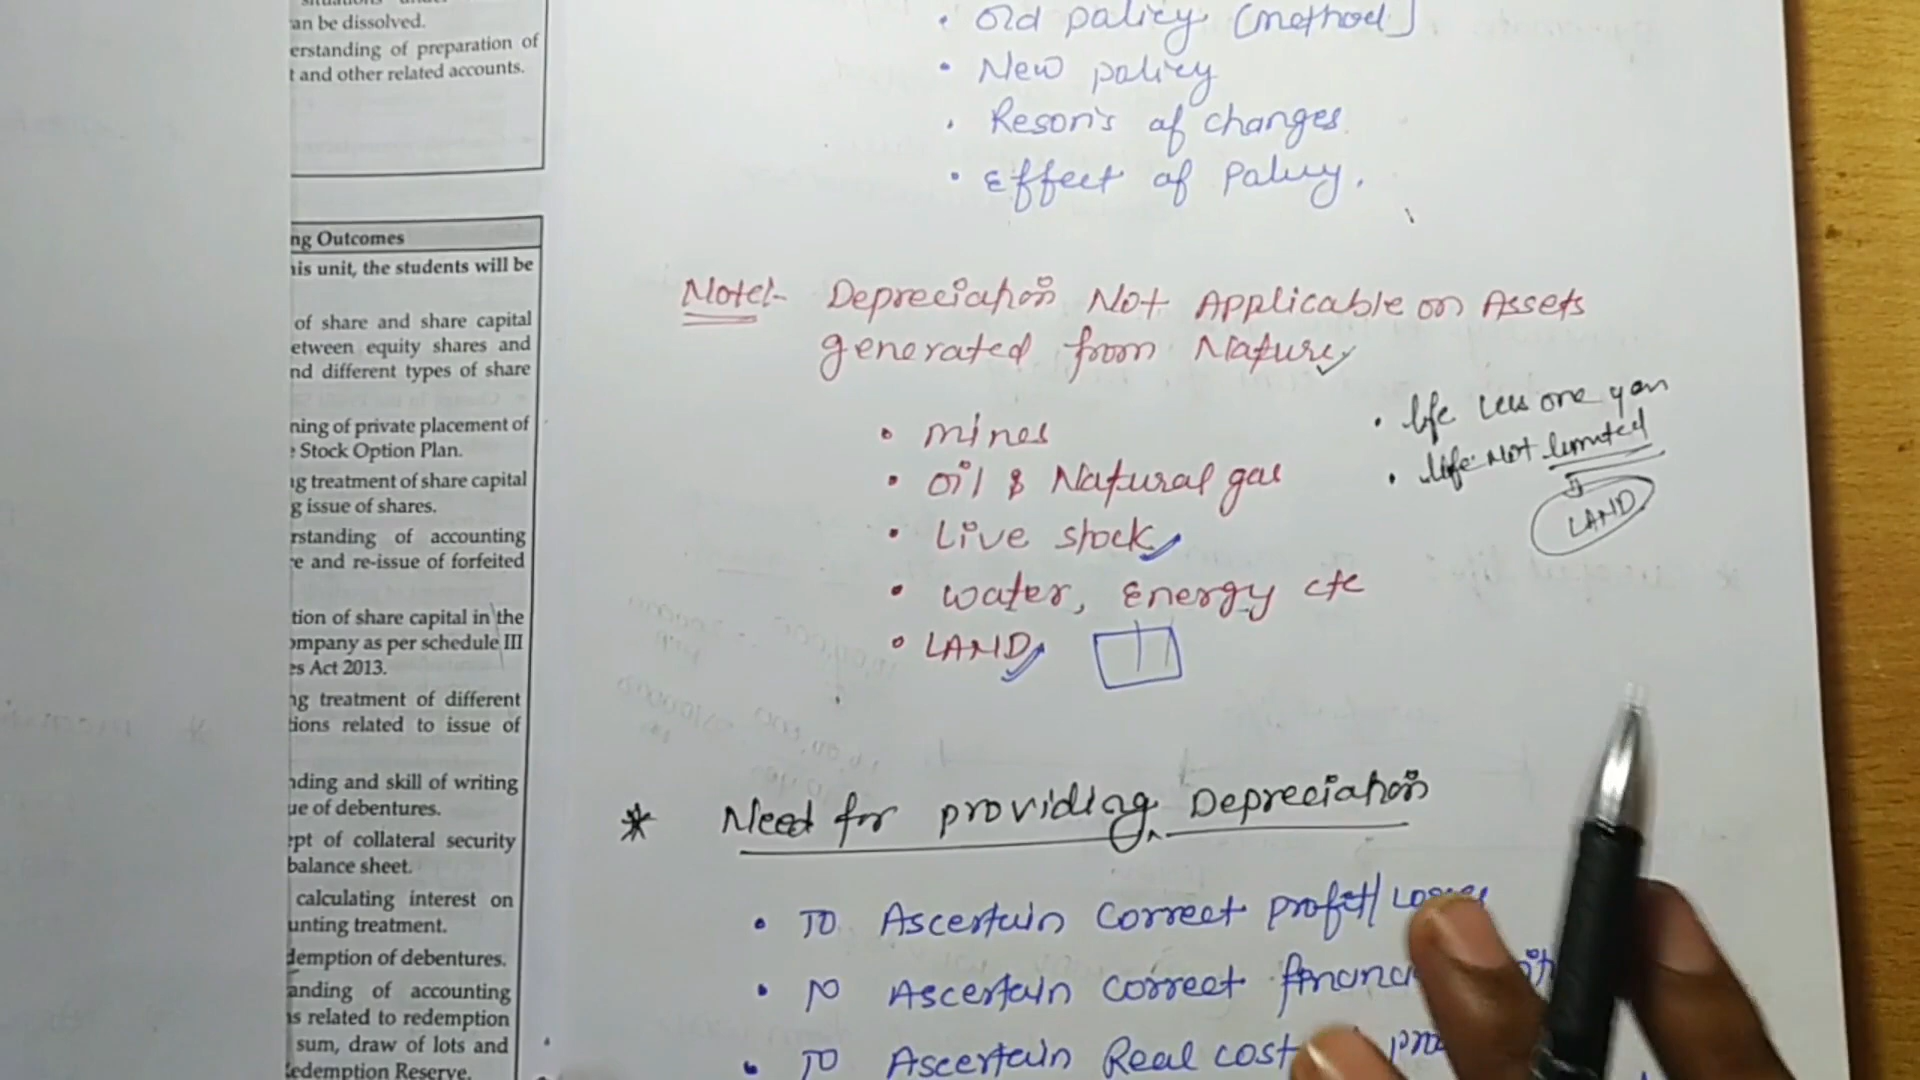 an be dissolved.
erstanding of preparation of
t and other related accounts.
ng Outcomes
his unit, the students will be
of share and share capital
etween equity shares and
nd different types of share
ning of private placement of
Stock Option Plan.
ng treatment of share capital
g issue of shares.
rstanding of accounting
e and re-issue of forfeited
tion of share capital in the
ompany as per schedule III
es Act 2013.
ng treatment of different
tions related to issue of
nding and skill of writing
ue of debentures.
ept of collateral security
balance sheet.
calculating interest on
unting treatment.
demption of debentures.
anding of accounting
s related to redemption
sum, draw of lots and
Redemption Reserve.
• Old policy (method)
• New policy
• Reson's of changes
• Effect of Policy.
Note:- Depreciation Not Applicable on Assets
generated from Nature
• mines
• oil & Natural gas
• Live stock
• water, Energy etc
• LAND
• life less one year
• life Not limited
LAND
* Need for providing Depreciation
• TO Ascertain correct profit/Losses
• TO Ascertain correct
• TO Ascertain Real cost